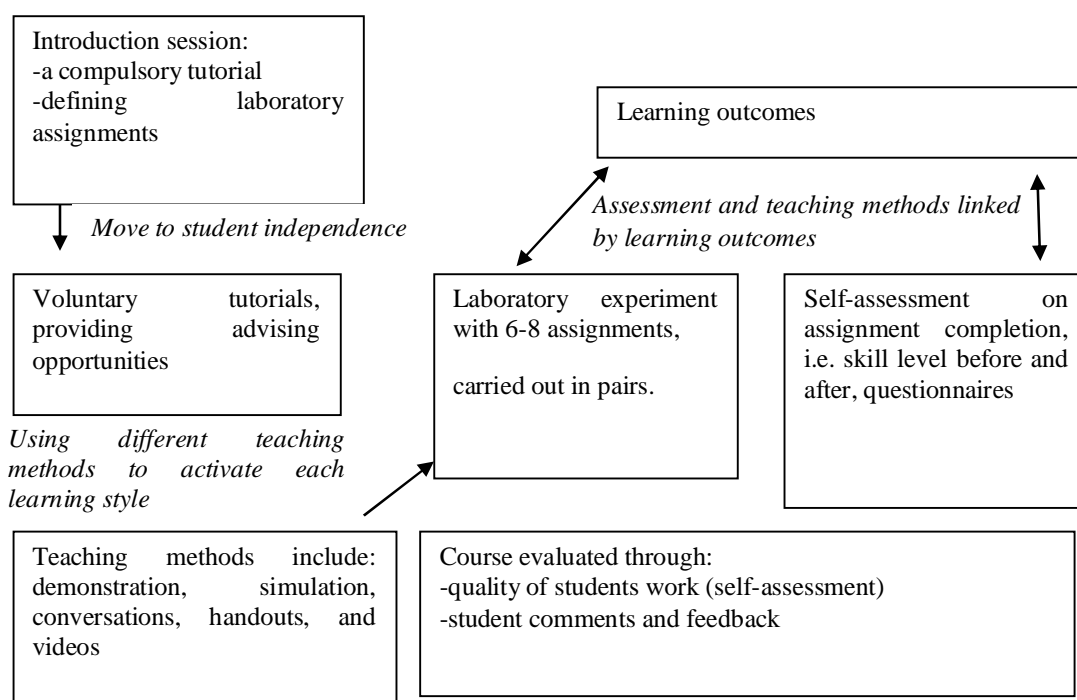 Introduction session:
-a compulsory tutorial
-defining laboratory
assignments
Learning outcomes
Move to student independence
Assessment and teaching methods linked
by learning outcomes
Voluntary tutorials,
providing advising
opportunities
Laboratory experiment
with 6-8 assignments,
carried out in pairs.
Self-assessment on
assignment completion,
i.e. skill level before and
after, questionnaires
Using different teaching
methods to activate each
learning style
Teaching methods include:
demonstration, simulation,
conversations, handouts, and
videos
Course evaluated through:
-quality of students work (self-assessment)
-student comments and feedback